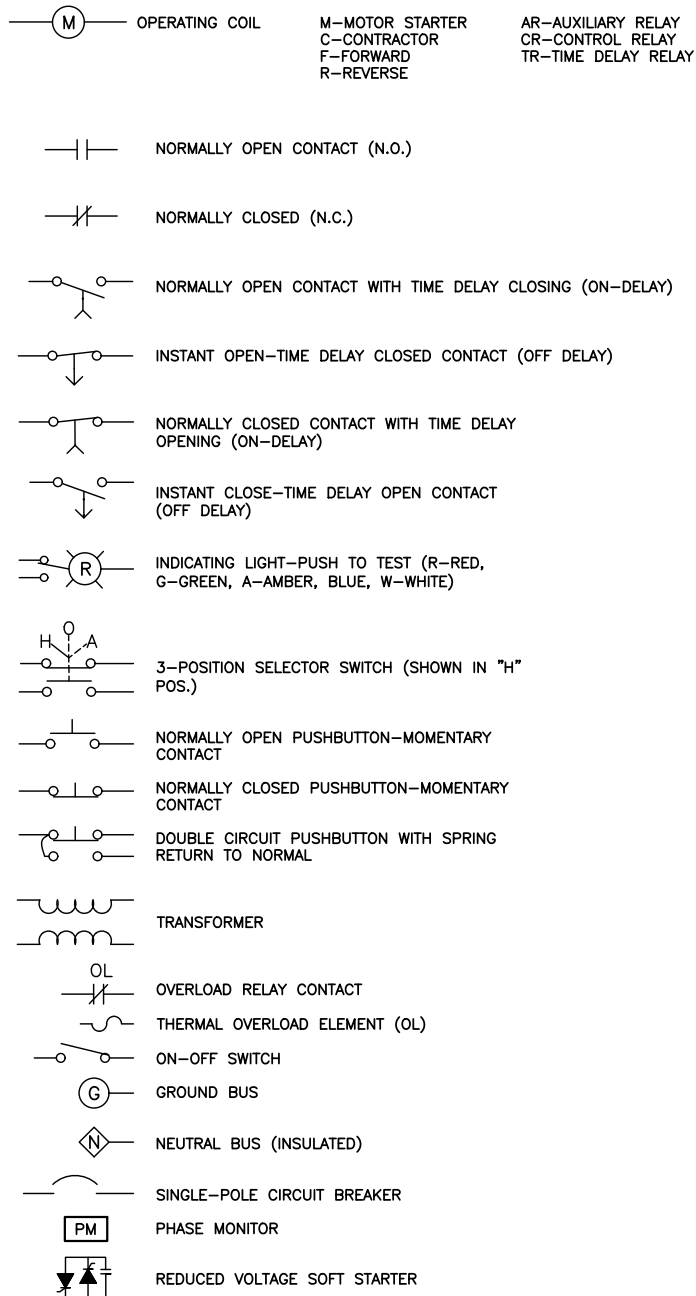 M OPERATING COIL M-MOTOR STARTER AR-AUXILIARY RELAY
C-CONTRACTOR CR-CONTROL RELAY
F-FORWARD TR-TIME DELAY RELAY
R-REVERSE
NORMALLY OPEN CONTACT (N.O.)
NORMALLY CLOSED (N.C.)
NORMALLY OPEN CONTACT WITH TIME DELAY CLOSING (ON-DELAY)
INSTANT OPEN-TIME DELAY CLOSED CONTACT (OFF DELAY)
NORMALLY CLOSED CONTACT WITH TIME DELAY
OPENING (ON-DELAY)
INSTANT CLOSE-TIME DELAY OPEN CONTACT
(OFF DELAY)
R INDICATING LIGHT-PUSH TO TEST (R-RED,
G-GREEN, A-AMBER, BLUE, W-WHITE)
O
H A
3-POSITION SELECTOR SWITCH (SHOWN IN "H"
POS.)
NORMALLY OPEN PUSHBUTTON-MOMENTARY
CONTACT
NORMALLY CLOSED PUSHBUTTON-MOMENTARY
CONTACT
DOUBLE CIRCUIT PUSHBUTTON WITH SPRING
RETURN TO NORMAL
TRANSFORMER
OL
OVERLOAD RELAY CONTACT
THERMAL OVERLOAD ELEMENT (OL)
ON-OFF SWITCH
G GROUND BUS
N NEUTRAL BUS (INSULATED)
SINGLE-POLE CIRCUIT BREAKER
PM PHASE MONITOR
REDUCED VOLTAGE SOFT STARTER